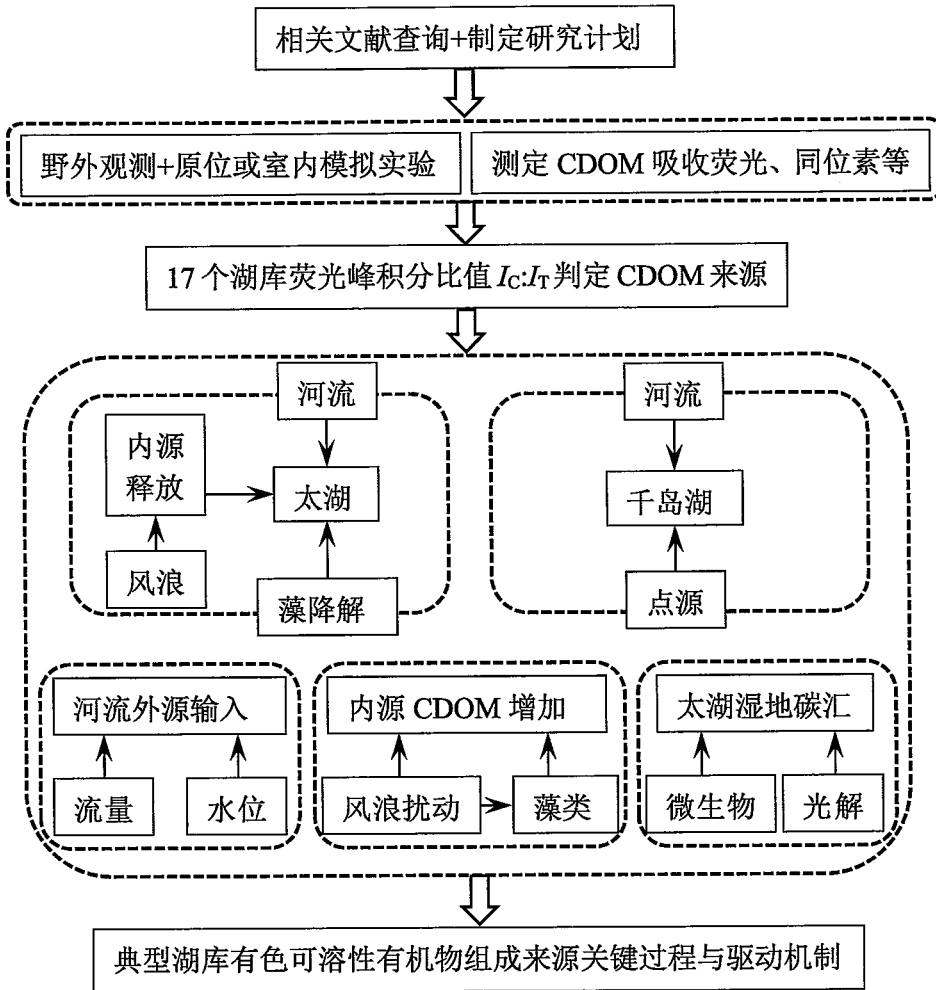 相关文献查询+制定研究计划
野外观测+原位或室内模拟实验
测定 CDOM 吸收荧光、同位素等
17 个湖库荧光峰积分比值 IC:IT 判定 CDOM 来源
河流
内源
释放
太湖
风浪
藻降解
河流
千岛湖
点源
河流外源输入
流量
水位
内源 CDOM 增加
风浪扰动
藻类
太湖湿地碳汇
微生物
光解
典型湖库有色可溶性有机物组成来源关键过程与驱动机制